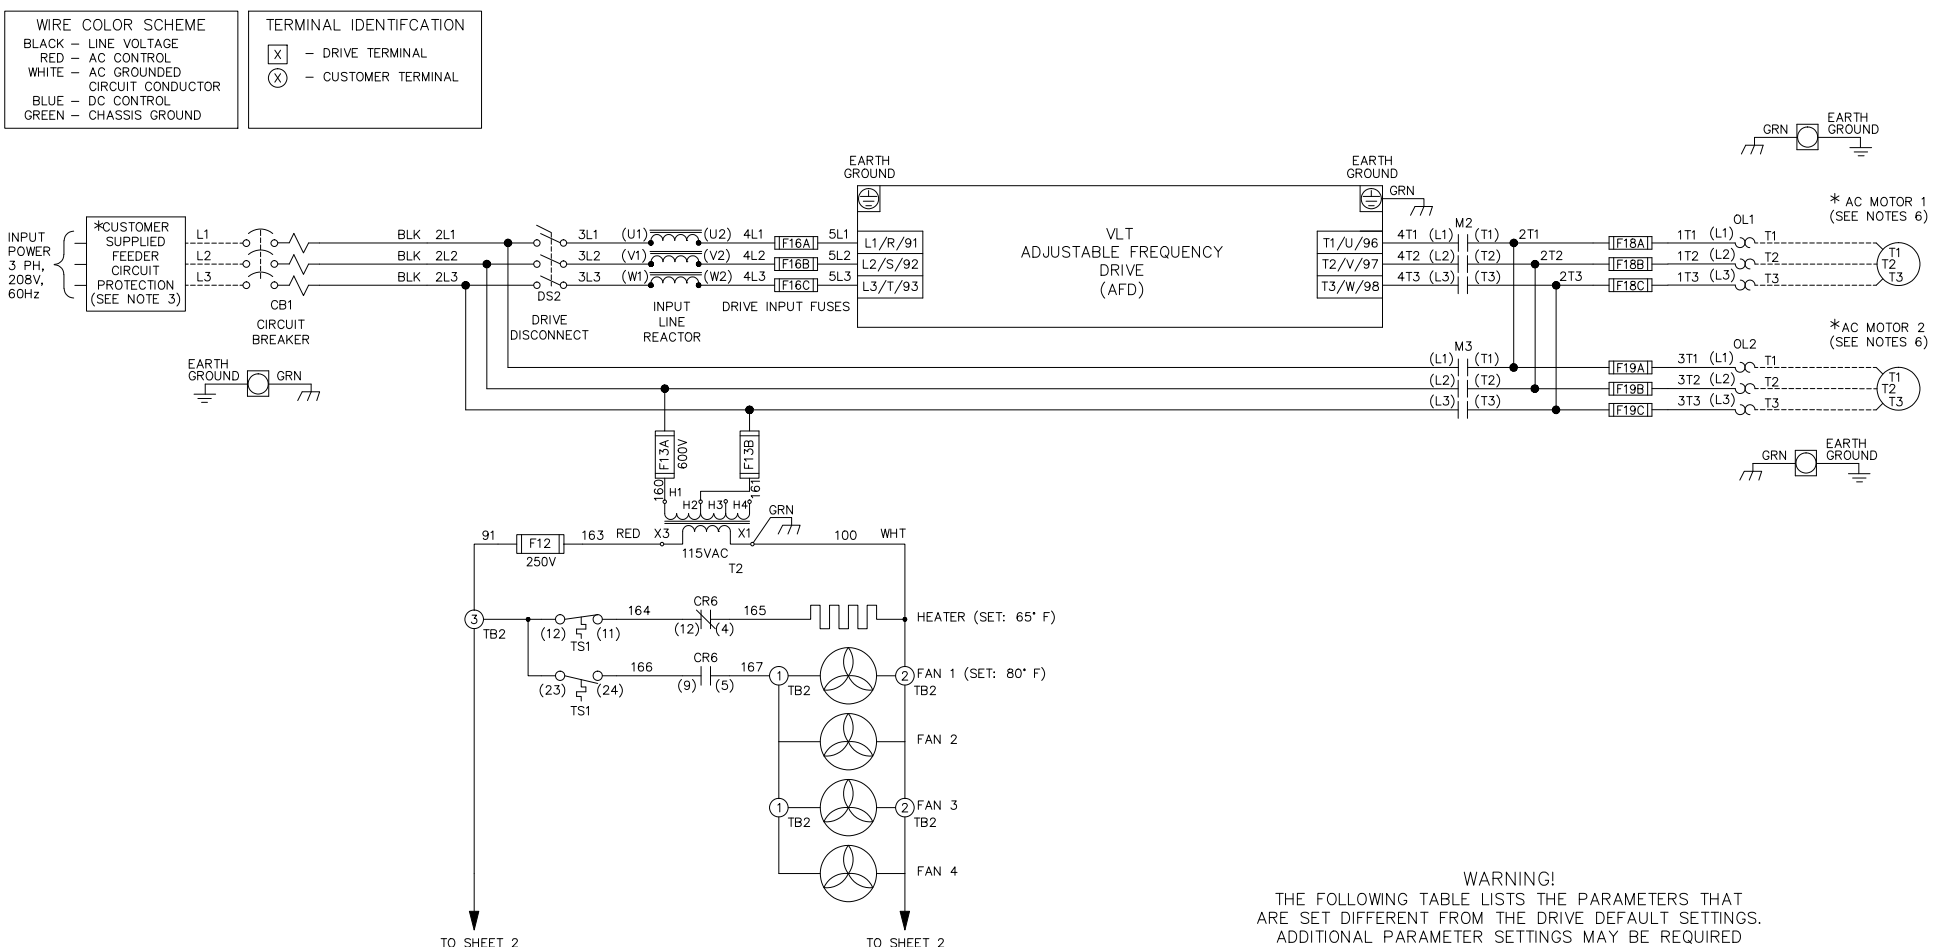 WIRE COLOR SCHEME
BLACK – LINE VOLTAGE
RED – AC CONTROL
WHITE – AC GROUNDED
CIRCUIT CONDUCTOR
BLUE – DC CONTROL
GREEN – CHASSIS GROUND
TERMINAL IDENTIFCATION
X – DRIVE TERMINAL
X – CUSTOMER TERMINAL
GRN
EARTH
GROUND
INPUT
POWER
3 PH,
208V,
60Hz
*CUSTOMER
SUPPLIED
FEEDER
CIRCUIT
PROTECTION
(SEE NOTE 3)
L1
L2
L3
CB1
CIRCUIT
BREAKER
BLK 2L1
BLK 2L2
BLK 2L3
DS2
DRIVE
DISCONNECT
3L1 (U1) (U2) 4L1 F16A 5L1
3L2 (V1) (V2) 4L2 F16B 5L2
3L3 (W1) (W2) 4L3 F16C 5L3
INPUT
LINE
REACTOR
DRIVE INPUT FUSES
EARTH
GROUND
L1/R/91
L2/S/92
L3/T/93
VLT
ADJUSTABLE FREQUENCY
DRIVE
(AFD)
EARTH
GROUND
GRN
T1/U/96
T2/V/97
T3/W/98
M2
4T1 (L1) (T1) 2T1 F18A 1T1 (L1) T1
4T2 (L2) (T2) 2T2 F18B 1T2 (L2) T2
4T3 (L3) (T3) 2T3 F18C 1T3 (L3) T3
OL1
* AC MOTOR 1
(SEE NOTES 6)
T1
T2
T3
EARTH
GROUND
GRN
M3
(L1) (T1) F19A 3T1 (L1) T1
(L2) (T2) F19B 3T2 (L2) T2
(L3) (T3) F19C 3T3 (L3) T3
OL2
*AC MOTOR 2
(SEE NOTES 6)
T1
T2
T3
GRN
EARTH
GROUND
F13A
600V
F13B
160
161
H1
H2
H3
H4
GRN
91 F12 163 RED X3 X1 100 WHT
250V
115VAC
T2
3
TB2
(12) (11)
TS1
164
CR6
(12) (4)
165
HEATER (SET: 65° F)
(23) (24)
TS1
166
CR6
(9) (5)
167
1
TB2
2
TB2
FAN 1 (SET: 80° F)
FAN 2
1
TB2
2
TB2
FAN 3
FAN 4
TO SHEET 2
TO SHEET 2
WARNING!
THE FOLLOWING TABLE LISTS THE PARAMETERS THAT
ARE SET DIFFERENT FROM THE DRIVE DEFAULT SETTINGS.
ADDITIONAL PARAMETER SETTINGS MAY BE REQUIRED